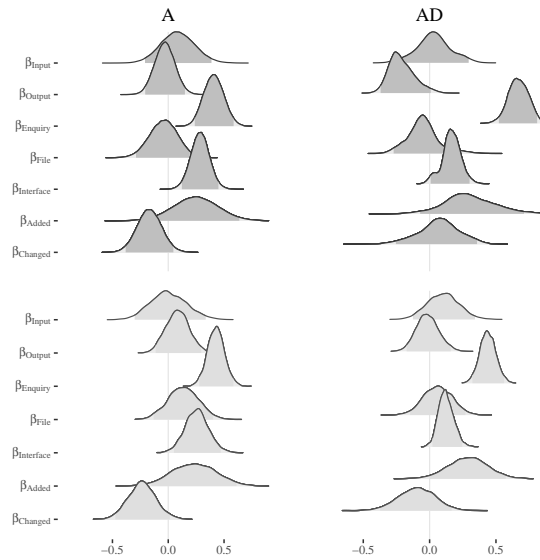 A AD
βInput
βOutput
βEnquiry
βFile
βInterface
βAdded
βChanged
βInput
βOutput
βEnquiry
βFile
βInterface
βAdded
βChanged
−0.5 0.0 0.5 −0.5 0.0 0.5